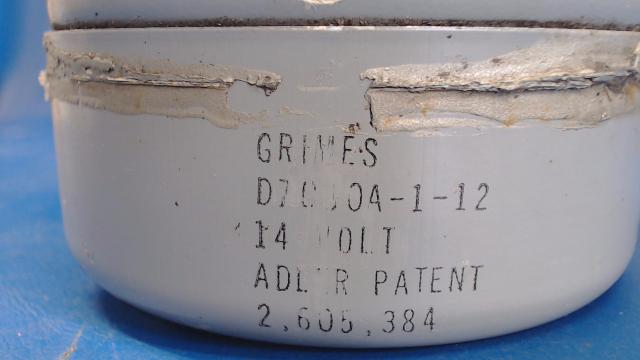 GRIMES
14 VOLT
ADLER PATENT
2,605,384